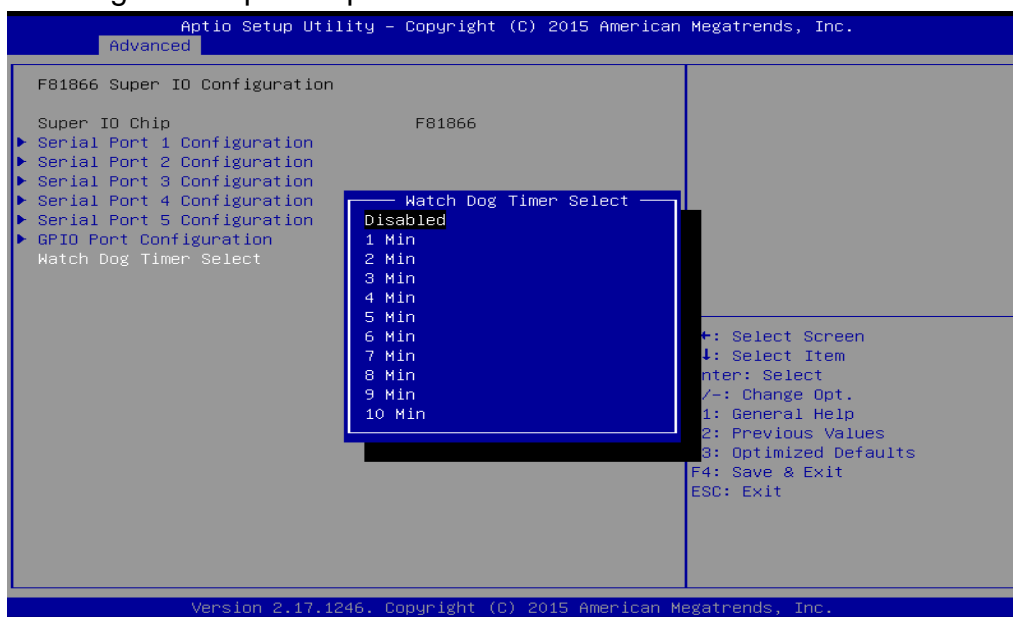 Aptio Setup Utility – Copyright (C) 2015 American Megatrends, Inc.
Advanced
F81866 Super IO Configuration
Super IO Chip F81866
▶ Serial Port 1 Configuration
▶ Serial Port 2 Configuration
▶ Serial Port 3 Configuration
▶ Serial Port 4 Configuration
▶ Serial Port 5 Configuration
▶ GPIO Port Configuration
Watch Dog Timer Select
Watch Dog Timer Select
Disabled
1 Min
2 Min
3 Min
4 Min
5 Min
6 Min
7 Min
8 Min
9 Min
10 Min
←: Select Screen
↓: Select Item
nter: Select
/-: Change Opt.
1: General Help
2: Previous Values
3: Optimized Defaults
F4: Save & Exit
ESC: Exit
Version 2.17.1246. Copyright (C) 2015 American Megatrends, Inc.